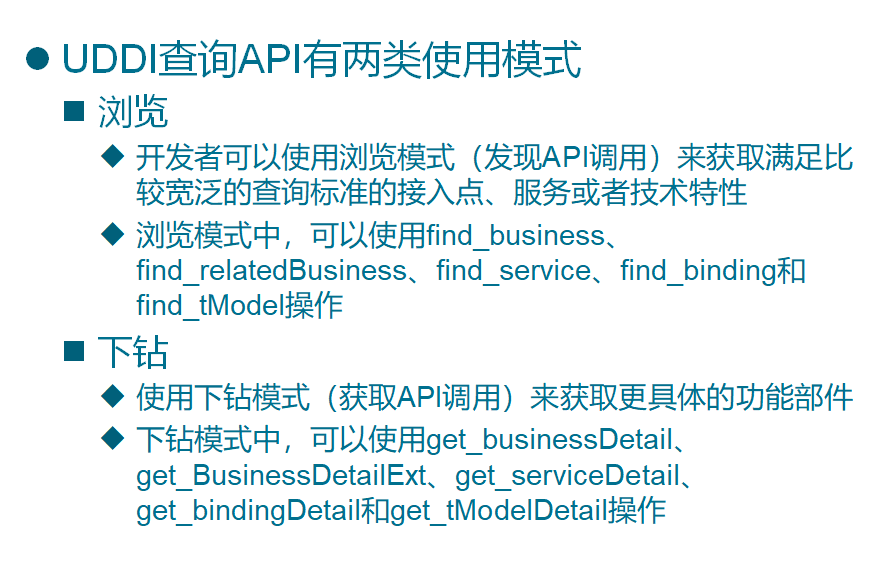 UDDI查询API有两类使用模式
浏览
开发者可以使用浏览模式（发现API调用）来获取满足比
较宽泛的查询标准的接入点、服务或者技术特性
浏览模式中，可以使用find_business、
find_relatedBusiness、find_service、find_binding和
find_tModel操作
下钻
使用下钻模式（获取API调用）来获取更具体的功能部件
下钻模式中，可以使用get_businessDetail、
get_BusinessDetailExt、get_serviceDetail、
get_bindingDetail和get_tModelDetail操作